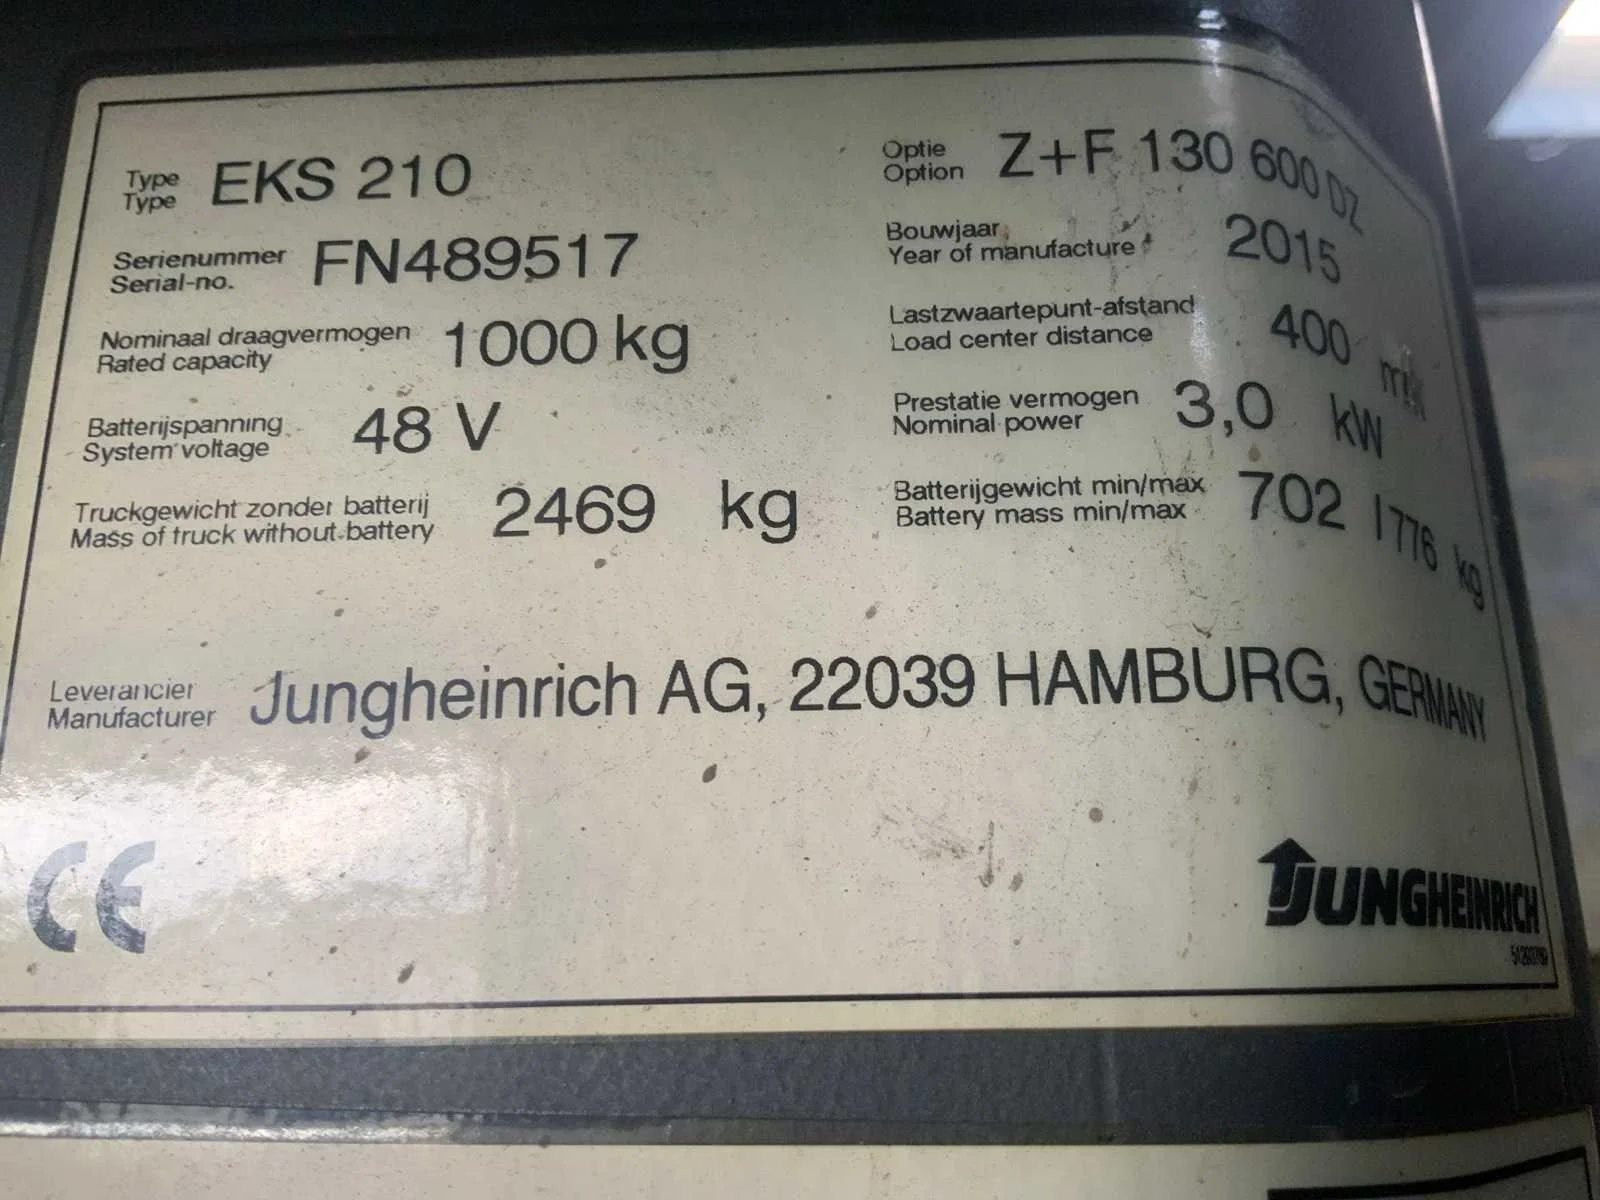 Type EKS 210
Type
Optie Z+F 130 600 DZ
Option
Serienummer FN489517
Serial-no.
Bouwjaar 2015
Year of manufacture
Nominaal draagvermogen 1000 kg
Rated capacity
Lastzwaartepunt-afstand 400 mm
Load center distance
Batterijspanning 48 V
System voltage
Prestatie vermogen 3,0 kW
Nominal power
Truckgewicht zonder batterij 2469 kg
Mass of truck without battery
Batterijgewicht min/max 702 / 776 kg
Battery mass min/max
Leverancier Jungheinrich AG, 22039 HAMBURG, GERMANY
Manufacturer
CE
JUNGHEINRICH